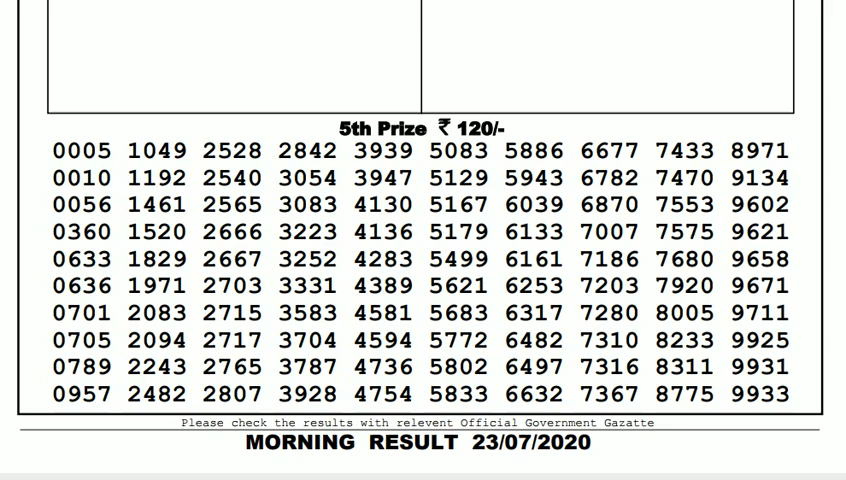 5th Prize ₹ 120/-
0005 1049 2528 2842 3939 5083 5886 6677 7433 8971
0010 1192 2540 3054 3947 5129 5943 6782 7470 9134
0056 1461 2565 3083 4130 5167 6039 6870 7553 9602
0360 1520 2666 3223 4136 5179 6133 7007 7575 9621
0633 1829 2667 3252 4283 5499 6161 7186 7680 9658
0636 1971 2703 3331 4389 5621 6253 7203 7920 9671
0701 2083 2715 3583 4581 5683 6317 7280 8005 9711
0705 2094 2717 3704 4594 5772 6482 7310 8233 9925
0789 2243 2765 3787 4736 5802 6497 7316 8311 9931
0957 2482 2807 3928 4754 5833 6632 7367 8775 9933
Please check the results with relevent Official Government Gazatte
MORNING RESULT 23/07/2020